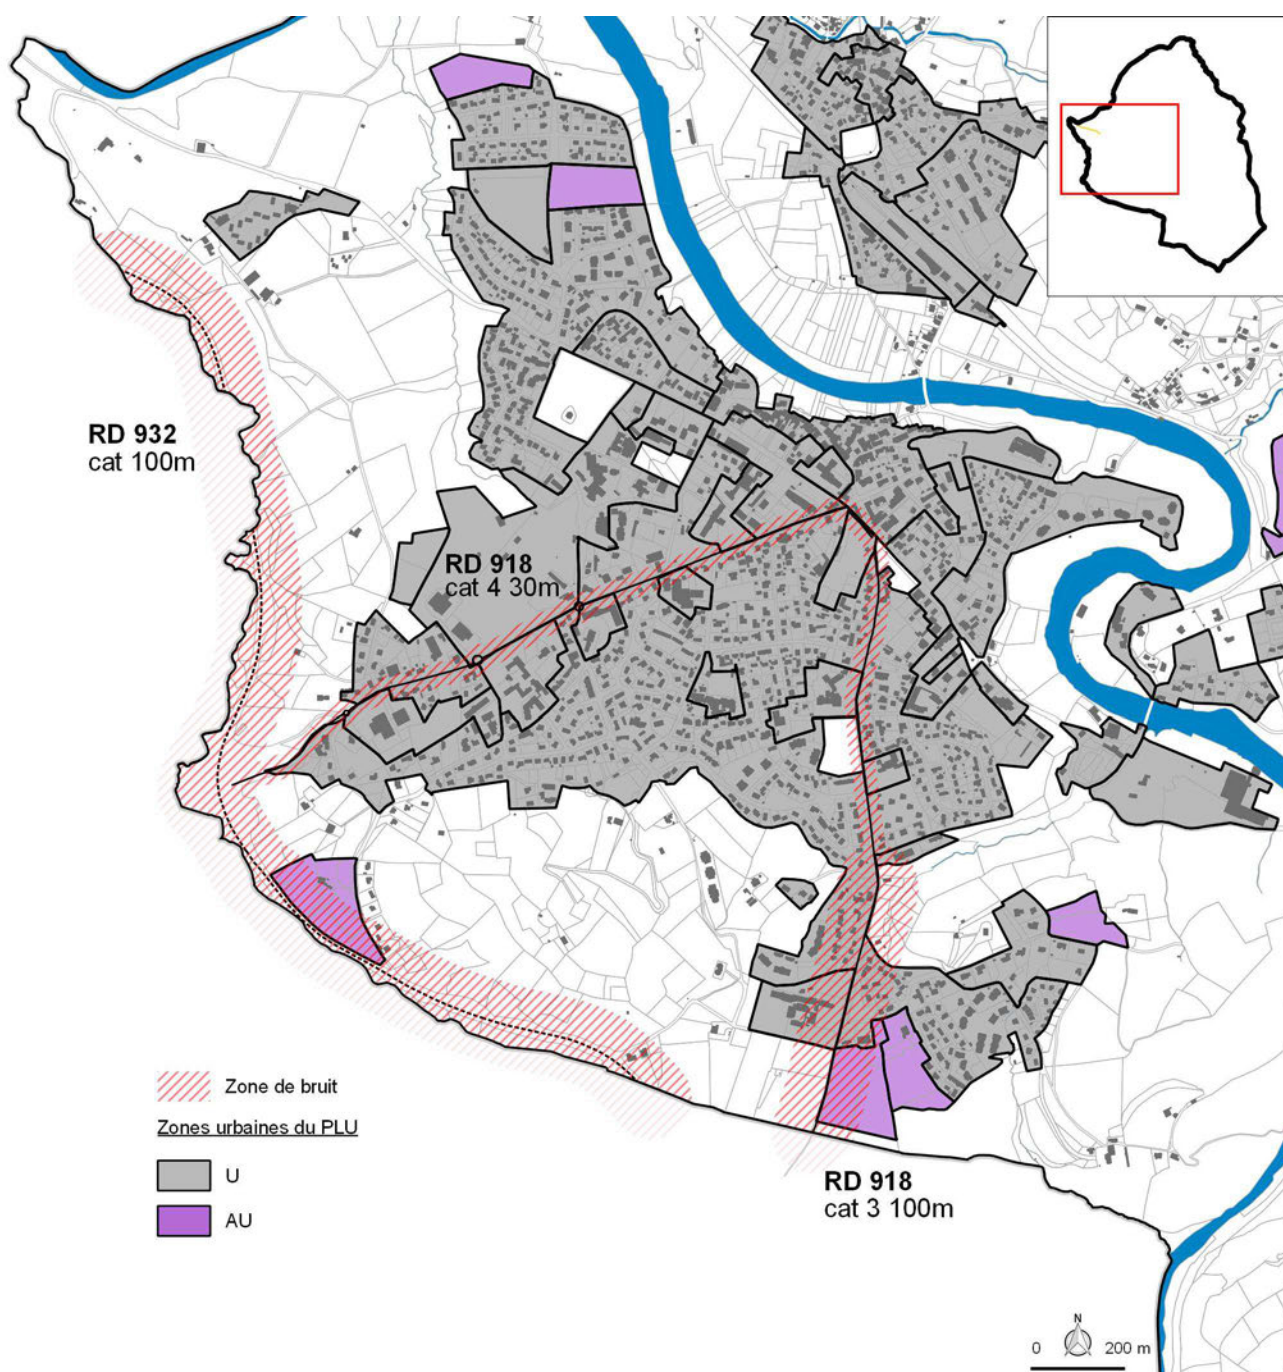 RD 932
cat 100m
RD 918
cat 4 30m
Zone de bruit
Zones urbaines du PLU
U
AU
RD 918
cat 3 100m
N
0 200 m